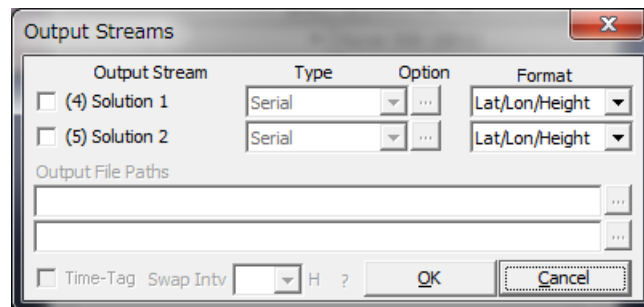 Output Streams
Output Stream Type Option Format
(4) Solution 1 Serial ... Lat/Lon/Height
(5) Solution 2 Serial ... Lat/Lon/Height
Output File Paths
...
...
Time-Tag Swap Intv H ? OK Cancel